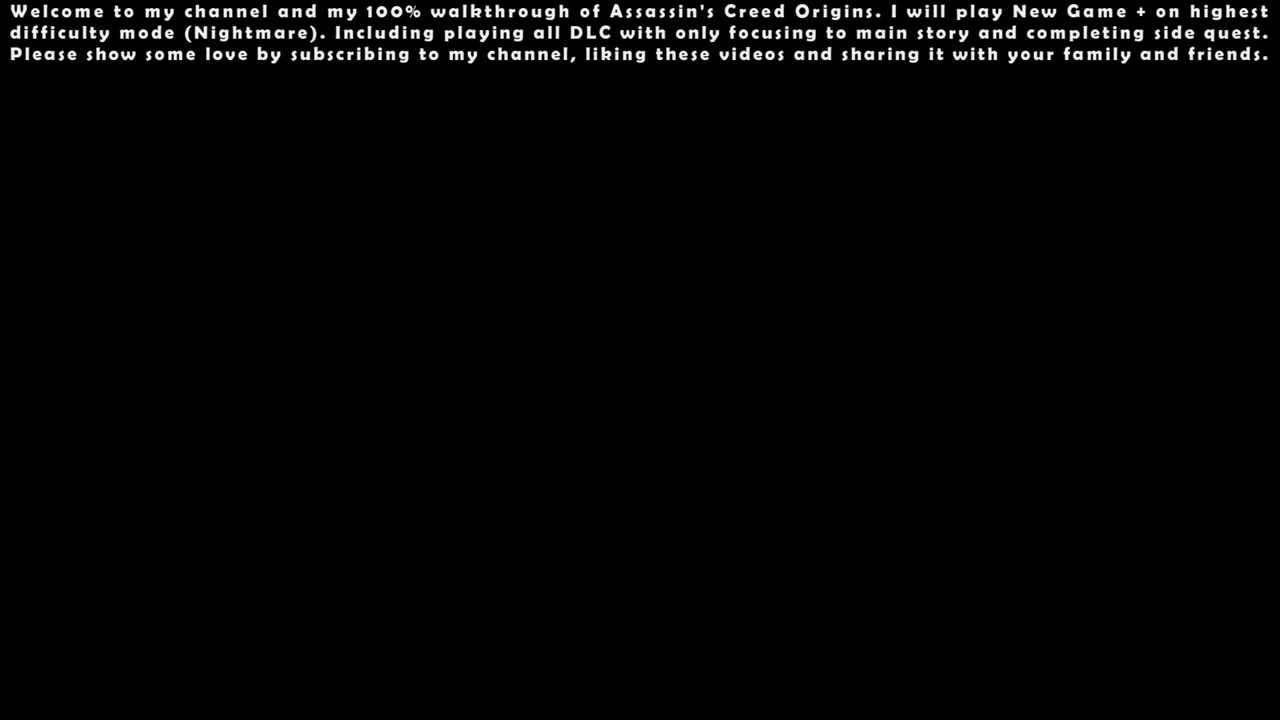 Welcome to my channel and my 100% walkthrough of Assassin's Creed Origins. I will play New Game + on highest
difficulty mode (Nightmare). Including playing all DLC with only focusing to main story and completing side quest.
Please show some love by subscribing to my channel, liking these videos and sharing it with your family and friends.